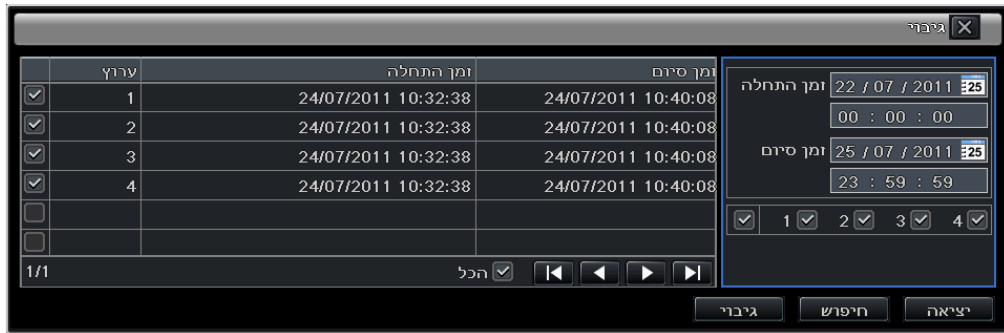 גיבוי
ערוץ זמן התחלה זמן סיום
1 24/07/2011 10:32:38 24/07/2011 10:40:08
2 24/07/2011 10:32:38 24/07/2011 10:40:08
3 24/07/2011 10:32:38 24/07/2011 10:40:08
4 24/07/2011 10:32:38 24/07/2011 10:40:08
1/1 הכל
זמן התחלה 22 / 07 / 2011 25
00 : 00 : 00
זמן סיום 25 / 07 / 2011 25
23 : 59 : 59
1 2 3 4
גיבוי חיפוש יציאה